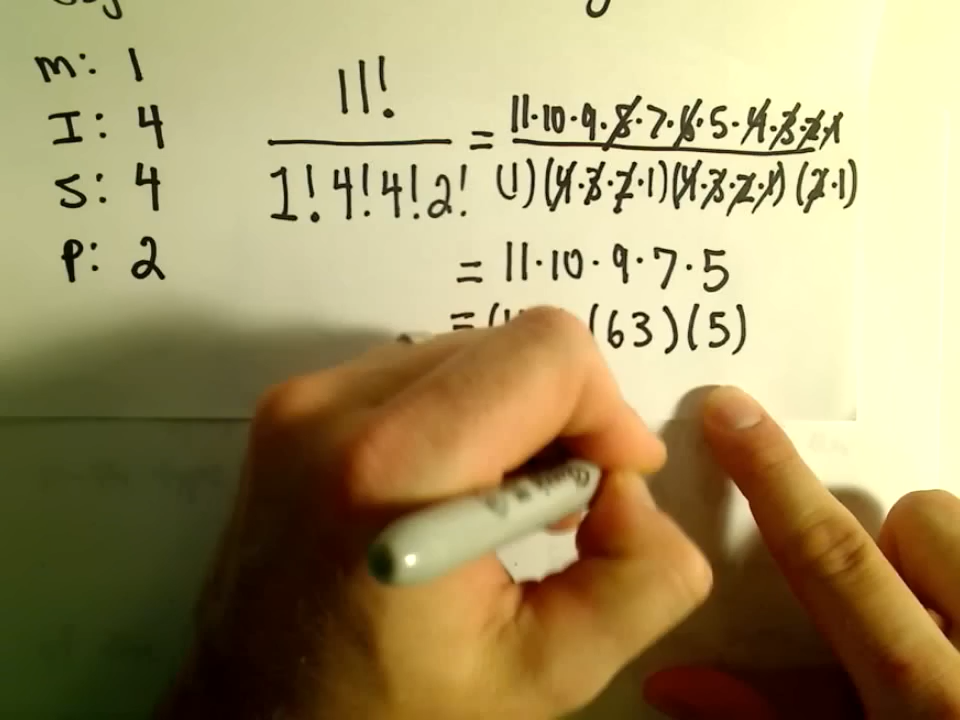 m: 1
I: 4
S: 4
P: 2
11!
1! 4! 4! 2!
= 11·10·9·8·7·6·5·4·3·2·1
(1)(4·3·2·1)(4·3·2·1)(2·1)
= 11·10·9·7·5
= (63)(5)